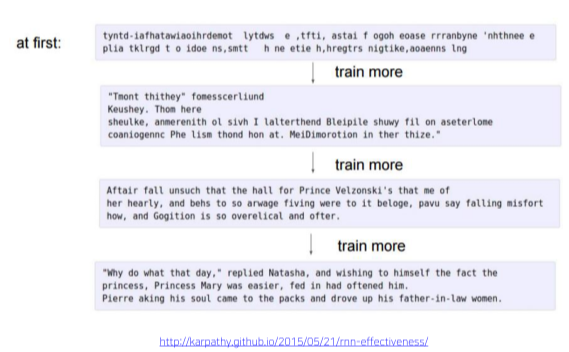 at first:
tyntd-iafhatawiaoihrdemot lytdws e ,tfti, astai f ogoh eoase rrranbyne 'nhthnee e
plia tklrgd t o idoe ns,smtt h ne etie h,hregtrs nigtike,aoaenns lng
train more
"Tmont thithey" fomesscerliund
Keushey. Thom here
sheulke, anmerenith ol sivh I lalterthend Bleipile shuwy fil on aseterlome
coaniogennc Phe lism thond hon at. MeiDimorotion in ther thize."
train more
Aftair fall unsuch that the hall for Prince Velzonski's that me of
her hearly, and behs to so arwage fiving were to it beloge, pavu say falling misfort
how, and Gogition is so overelical and ofter.
train more
"Why do what that day," replied Natasha, and wishing to himself the fact the
princess, Princess Mary was easier, fed in had oftened him.
Pierre aking his soul came to the packs and drove up his father-in-law women.
http://karpathy.github.io/2015/05/21/rnn-effectiveness/